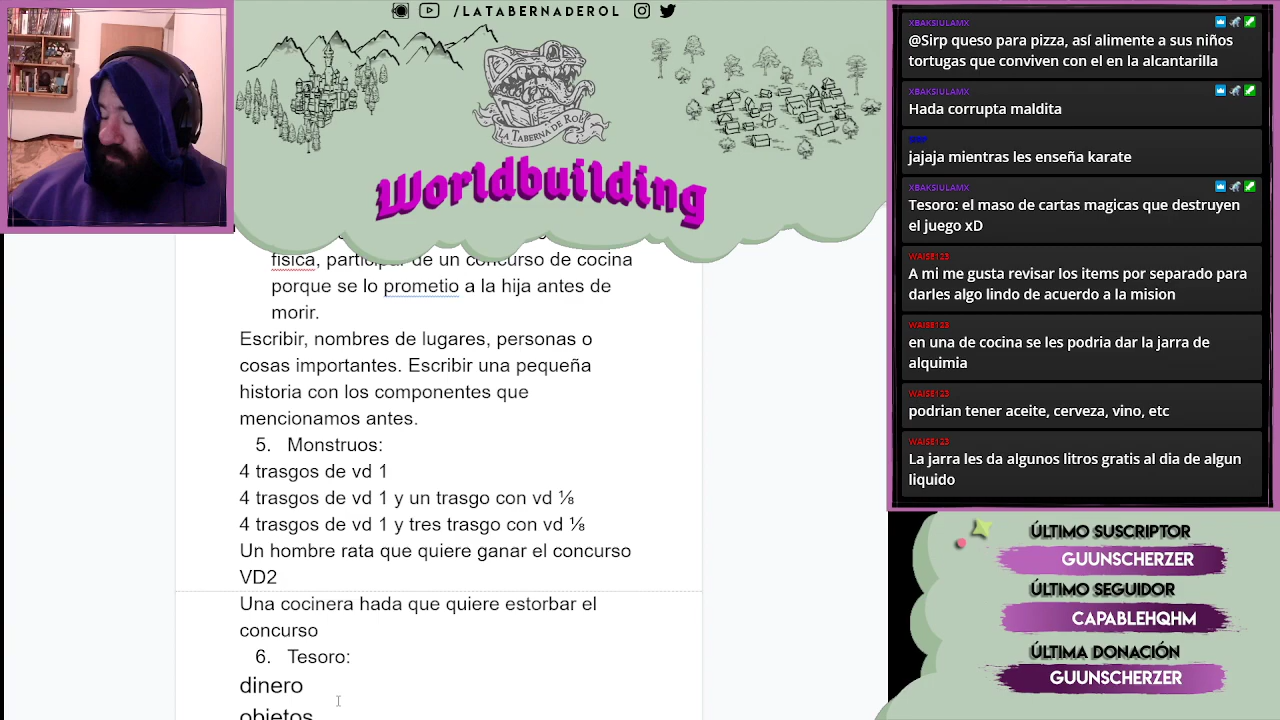 /LATABERNADEROL
LA TABERNA DE ROL
Worldbuilding
física, participar de un concurso de cocina
porque se lo prometio a la hija antes de
morir.
Escribir, nombres de lugares, personas o
cosas importantes. Escribir una pequeña
historia con los componentes que
mencionamos antes.
5. Monstruos:
4 trasgos de vd 1
4 trasgos de vd 1 y un trasgo con vd ⅛
4 trasgos de vd 1 y tres trasgo con vd ⅛
Un hombre rata que quiere ganar el concurso
VD2
Una cocinera hada que quiere estorbar el
concurso
6. Tesoro:
dinero
objetos
XBAKSIULAMX
@Sirp queso para pizza, así alimente a sus niños
tortugas que conviven con el en la alcantarilla
XBAKSIULAMX
Hada corrupta maldita
jajaja mientras les enseña karate
XBAKSIULAMX
Tesoro: el maso de cartas magicas que destruyen
el juego xD
WAISE123
A mi me gusta revisar los items por separado para
darles algo lindo de acuerdo a la mision
WAISE123
en una de cocina se les podria dar la jarra de
alquimia
WAISE123
podrian tener aceite, cerveza, vino, etc
WAISE123
La jarra les da algunos litros gratis al dia de algun
liquido
ÚLTIMO SUSCRIPTOR
GUUNSCHERZER
ÚLTIMO SEGUIDOR
CAPABLEHQHM
ÚLTIMA DONACIÓN
GUUNSCHERZER